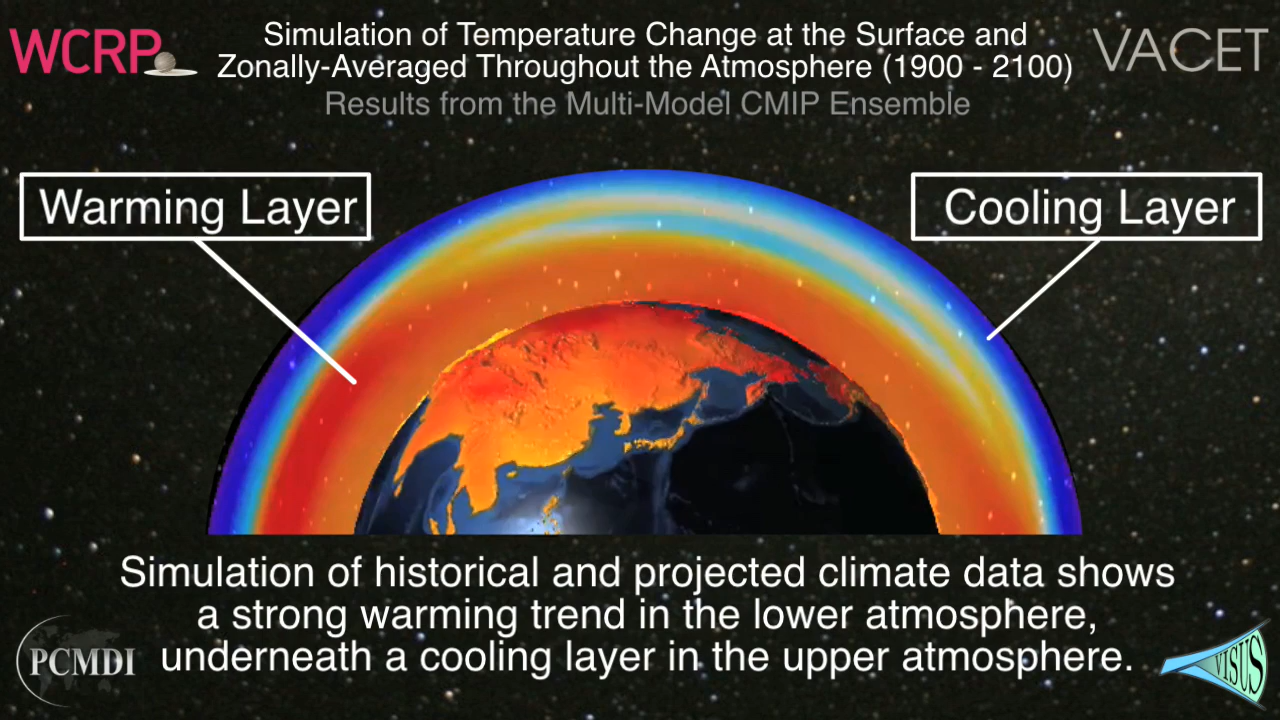 WCRP
Simulation of Temperature Change at the Surface and
Zonally-Averaged Throughout the Atmosphere (1900 - 2100)
Results from the Multi-Model CMIP Ensemble
VACET
Warming Layer
Cooling Layer
Simulation of historical and projected climate data shows
a strong warming trend in the lower atmosphere,
underneath a cooling layer in the upper atmosphere.
PCMDI
VISUS